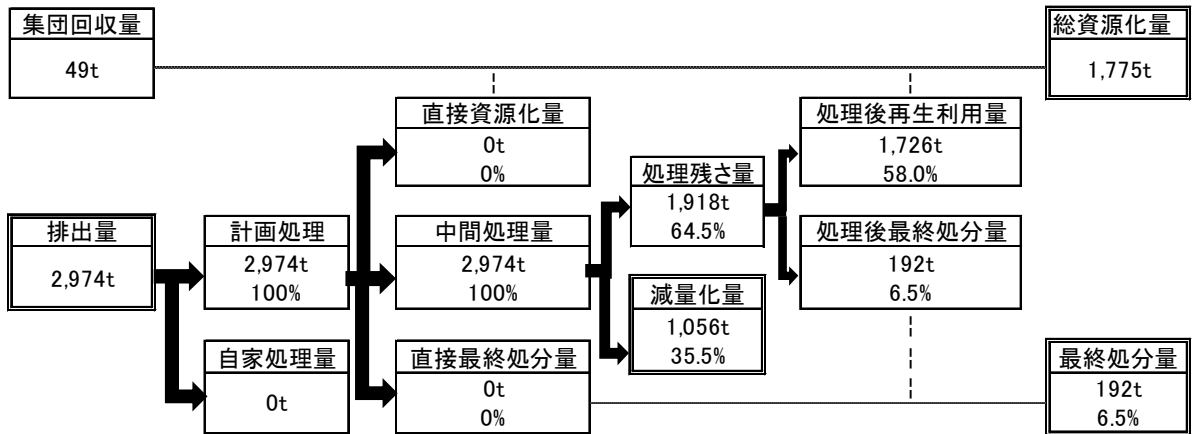 集団回収量
49t
総資源化量
1,775t
直接資源化量
0t
0%
処理後再生利用量
1,726t
58.0%
処理残さ量
1,918t
64.5%
排出量
2,974t
計画処理
2,974t
100%
中間処理量
2,974t
100%
処理後最終処分量
192t
6.5%
減量化量
1,056t
35.5%
自家処理量
0t
直接最終処分量
0t
0%
最終処分量
192t
6.5%